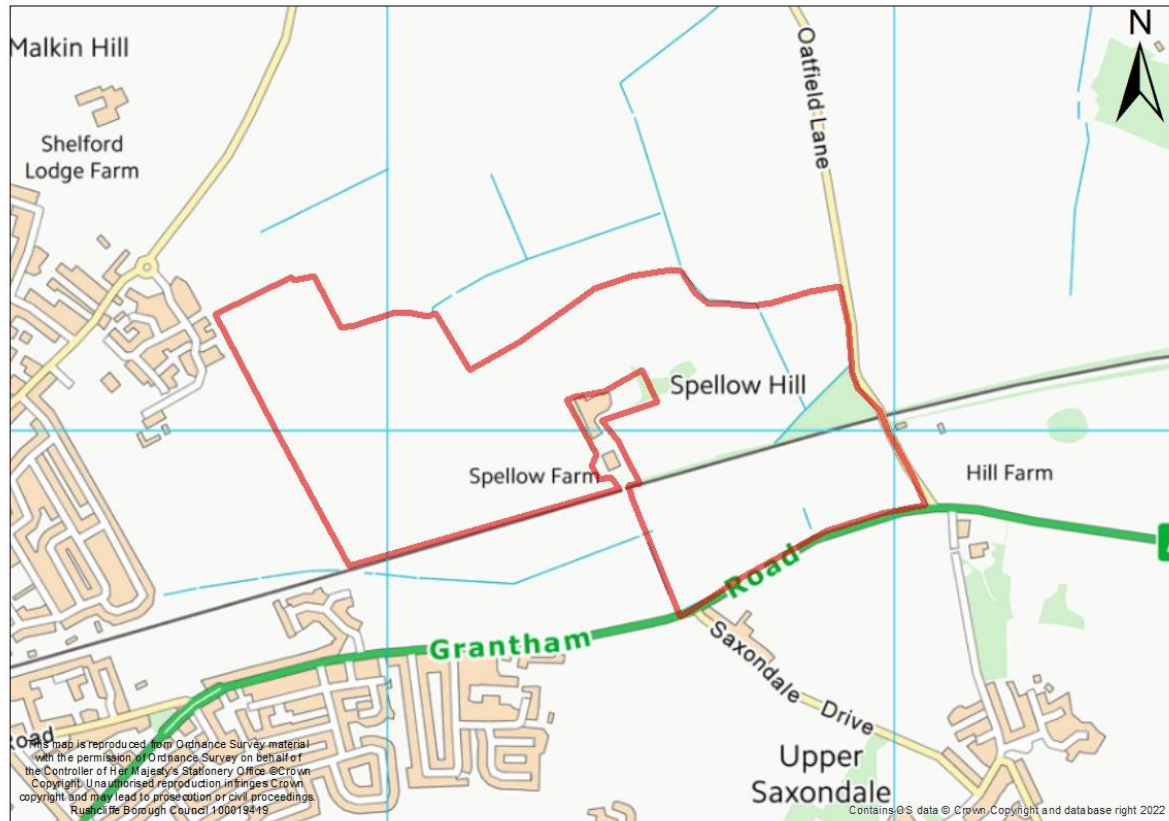 Malkin Hill
Shelford
Lodge Farm
Oatfield Lane
N
Spellow Hill
Spellow Farm
Hill Farm
Grantham Road
Saxondale Drive
Upper
Saxondale
Road
This map is reproduced from Ordnance Survey material
with the permission of Ordnance Survey on behalf of
the Controller of Her Majesty's Stationery Office ©Crown
Copyright. Unauthorised reproduction infringes Crown
copyright and may lead to prosecution or civil proceedings.
Rushcliffe Borough Council 100019419
Contains OS data © Crown Copyright and database right 2022